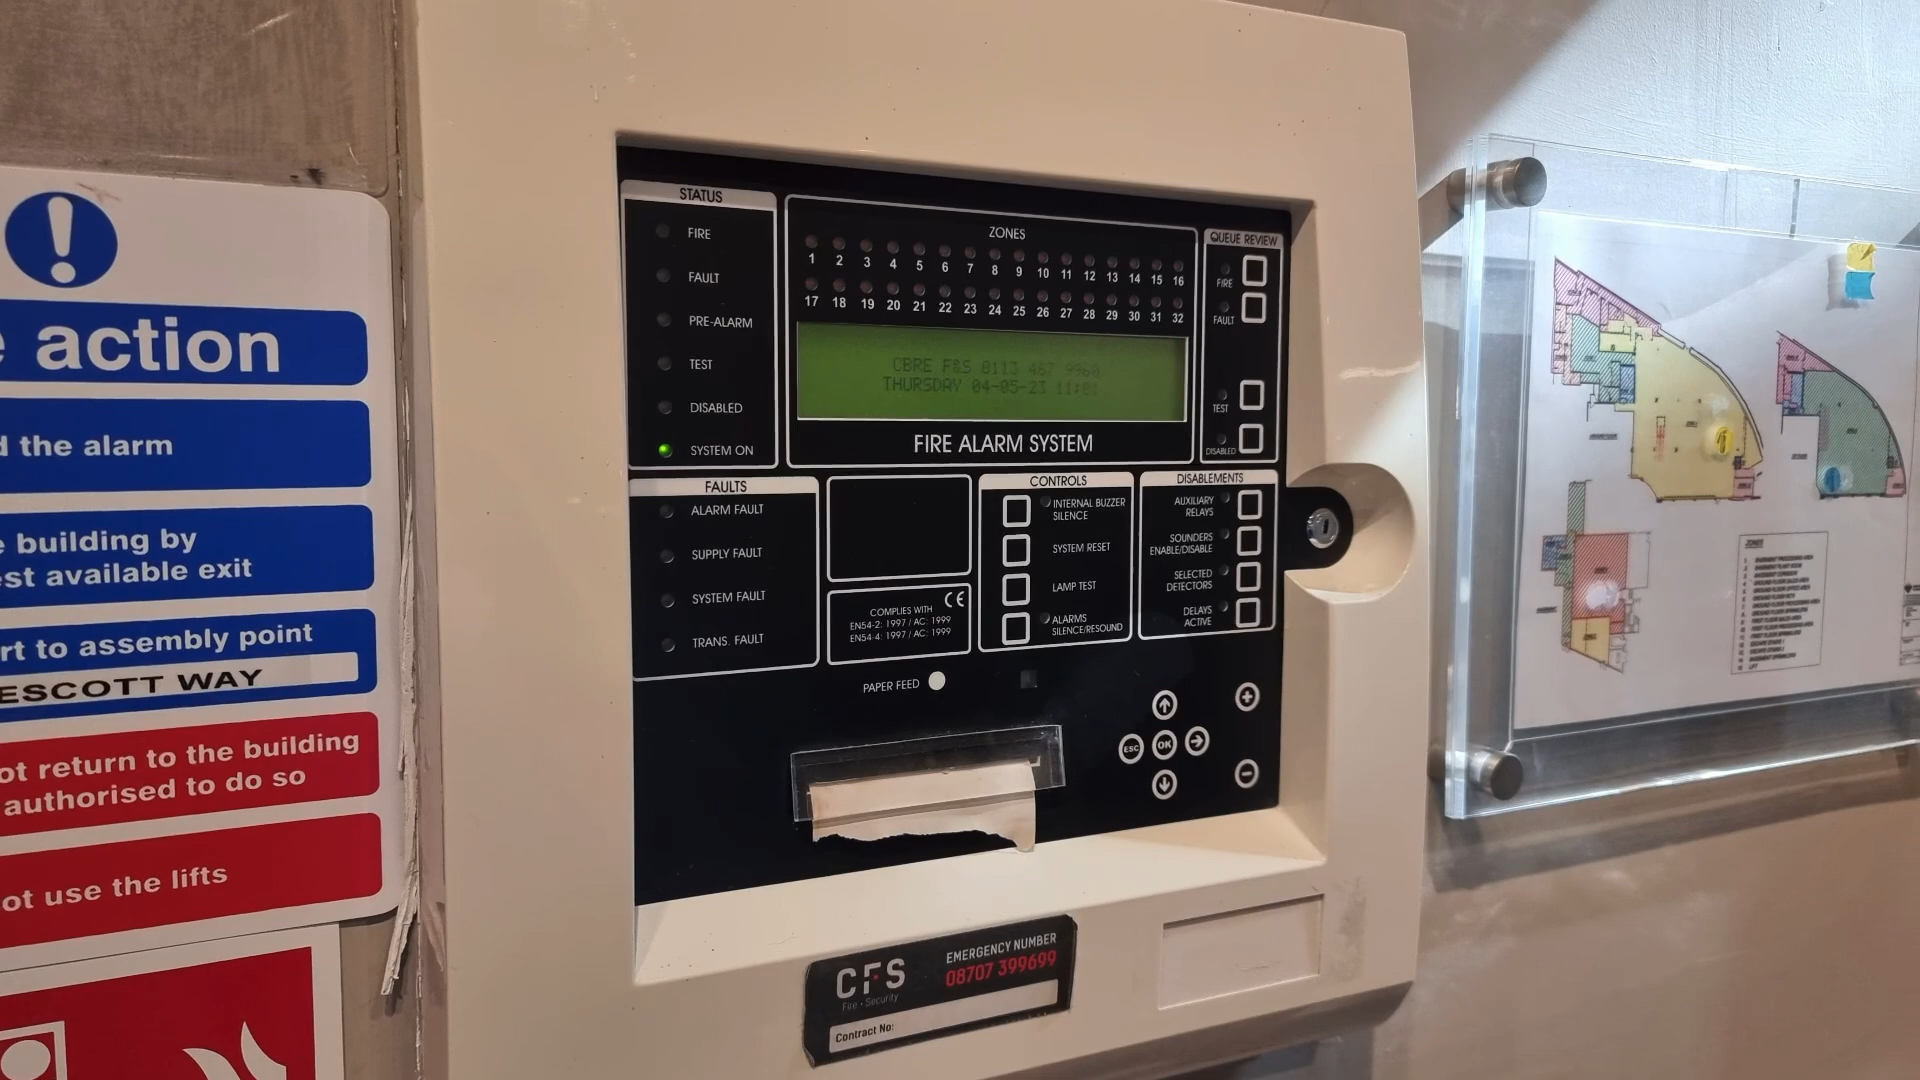 action
the alarm
building by
available exit
to assembly point
ESCOTT WAY
return to the building
authorised to do so
use the lifts
STATUS
FIRE
FAULT
PRE-ALARM
TEST
DISABLED
SYSTEM ON
ZONES
1 2 3 4 5 6 7 8 9 10 11 12 13 14 15 16
17 18 19 20 21 22 23 24 25 26 27 28 29 30 31 32
CBRE F&S 0113 467 9960
THURSDAY 04-05-23 11:01
FIRE ALARM SYSTEM
QUEUE REVIEW
FIRE
FAULT
TEST
DISABLED
FAULTS
ALARM FAULT
SUPPLY FAULT
SYSTEM FAULT
TRANS. FAULT
CE
COMPLIES WITH
EN54-2: 1997 / AC: 1999
EN54-4: 1997 / AC: 1999
CONTROLS
INTERNAL BUZZER
SILENCE
SYSTEM RESET
LAMP TEST
ALARMS
SILENCE/RESOUND
DISABLEMENTS
AUXILIARY
RELAYS
SOUNDERS
ENABLE/DISABLE
SELECTED
DETECTORS
DELAYS
ACTIVE
PAPER FEED
ESC
OK
CFS
Fire • Security
EMERGENCY NUMBER
08707 399699
Contract No: